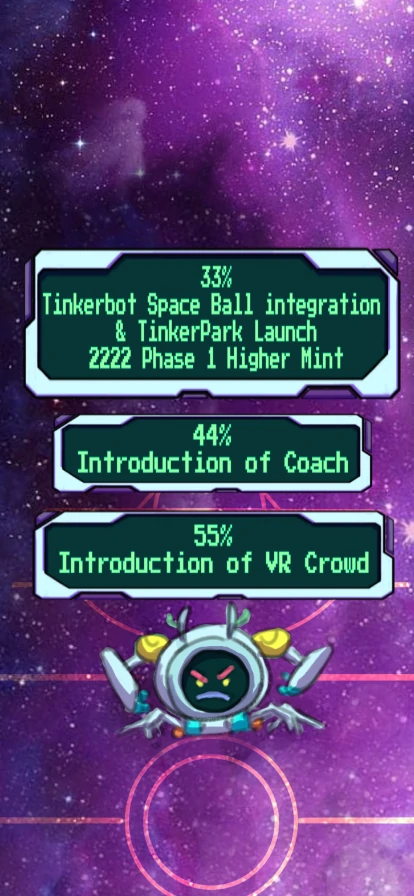 33%
Tinkerbot Space Ball integration
& TinkerPark Launch
2222 Phase 1 Higher Mint
44%
Introduction of Coach
55%
Introduction of VR Crowd